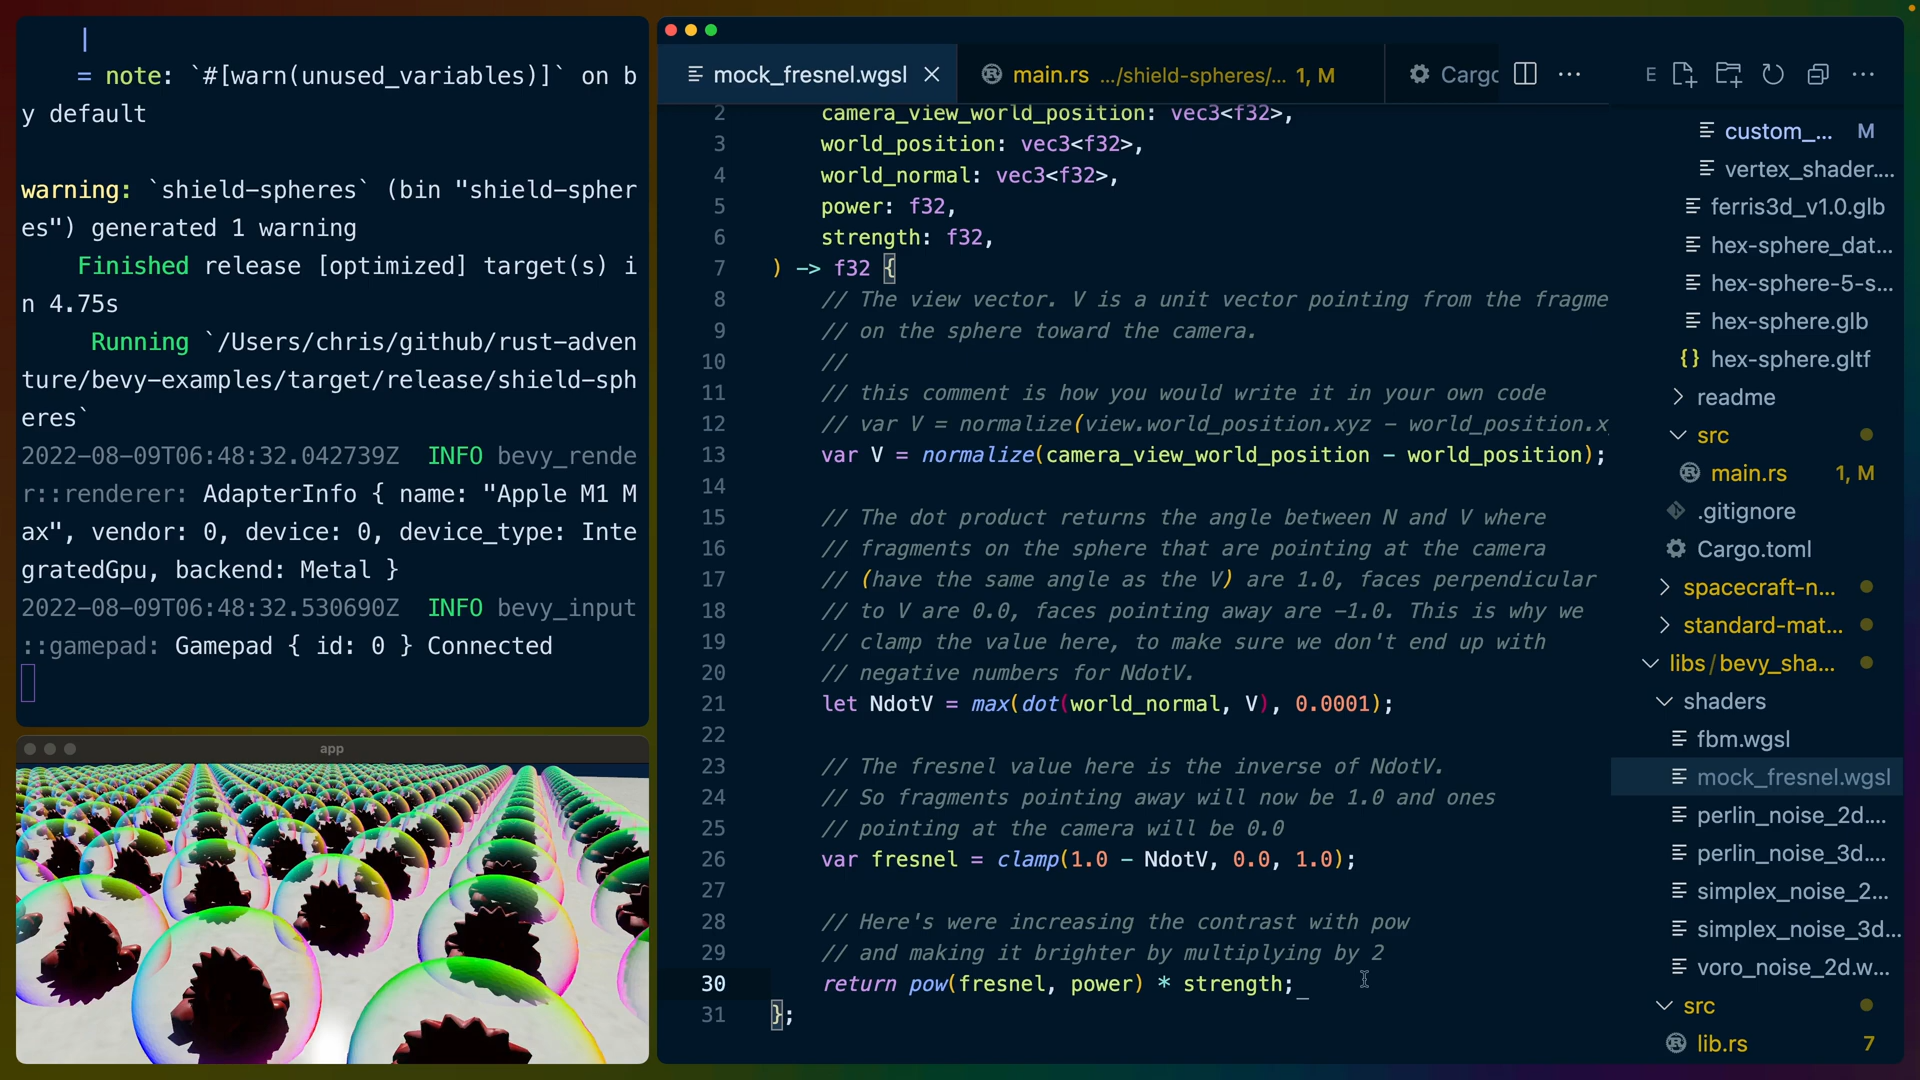 |
= note: `#[warn(unused_variables)]` on b
y default
warning: `shield-spheres` (bin "shield-spher
es") generated 1 warning
Finished release [optimized] target(s) i
n 4.75s
Running `/Users/chris/github/rust-adven
ture/bevy-examples/target/release/shield-sph
eres`
2022-08-09T06:48:32.042739Z  INFO bevy_rende
r::renderer: AdapterInfo { name: "Apple M1 M
ax", vendor: 0, device: 0, device_type: Inte
gratedGpu, backend: Metal }
2022-08-09T06:48:32.530690Z  INFO bevy_input
::gamepad: Gamepad { id: 0 } Connected
app
mock_fresnel.wgsl
main.rs .../shield-spheres/... 1, M
Cargo
2 camera_view_world_position: vec3<f32>,
3 world_position: vec3<f32>,
4 world_normal: vec3<f32>,
5 power: f32,
6 strength: f32,
7 ) -> f32 {
8 // The view vector. V is a unit vector pointing from the fragme
9 // on the sphere toward the camera.
10 //
11 // this comment is how you would write it in your own code
12 // var V = normalize(view.world_position.xyz - world_position.x
13 var V = normalize(camera_view_world_position - world_position);
14
15 // The dot product returns the angle between N and V where
16 // fragments on the sphere that are pointing at the camera
17 // (have the same angle as the V) are 1.0, faces perpendicular
18 // to V are 0.0, faces pointing away are -1.0. This is why we
19 // clamp the value here, to make sure we don't end up with
20 // negative numbers for NdotV.
21 let NdotV = max(dot(world_normal, V), 0.0001);
22
23 // The fresnel value here is the inverse of NdotV.
24 // So fragments pointing away will now be 1.0 and ones
25 // pointing at the camera will be 0.0
26 var fresnel = clamp(1.0 - NdotV, 0.0, 1.0);
27
28 // Here's were increasing the contrast with pow
29 // and making it brighter by multiplying by 2
30 return pow(fresnel, power) * strength;
31 };
E
custom_... M
vertex_shader....
ferris3d_v1.0.glb
hex-sphere_dat...
hex-sphere-5-s...
hex-sphere.glb
{} hex-sphere.gltf
readme
src
main.rs 1, M
.gitignore
Cargo.toml
spacecraft-n...
standard-mat...
libs/bevy_sha...
shaders
fbm.wgsl
mock_fresnel.wgsl
perlin_noise_2d....
perlin_noise_3d....
simplex_noise_2...
simplex_noise_3d...
voro_noise_2d.w...
src
lib.rs 7